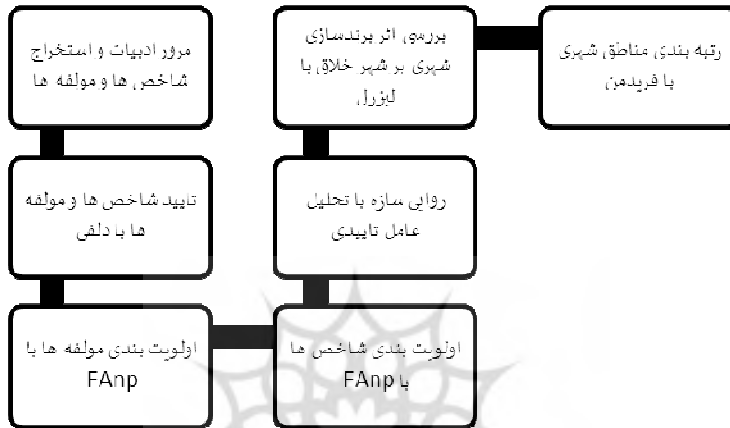 مرور ادبیات و استخراج
شاخص ها و مولفه ها
تایید شاخص ها و مولفه
ها با دلفی
اولویت بندی مولفه ها با
FAnp
اولویت بندی شاخص ها
با FAnp
روایی سازه با تحلیل
عامل تاییدی
بررسی اثر برندسازی
شهری بر شهر خلاق با
لیزرل
رتبه بندی مناطق شهری
با فریدمن